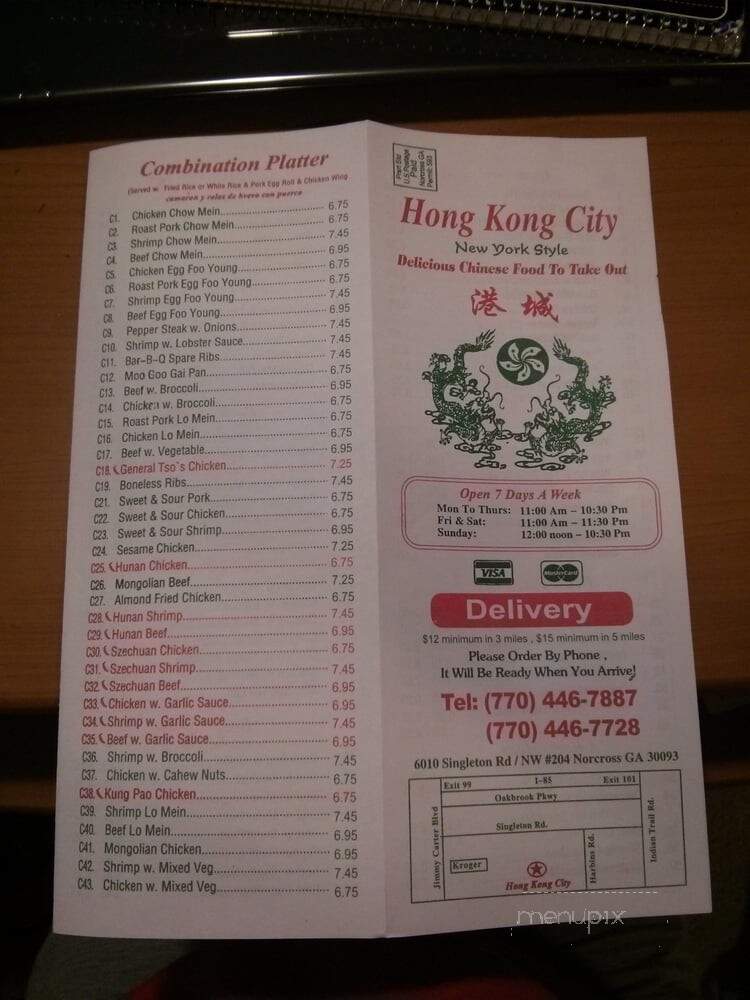 Combination Platter
(Served w. Fried Rice or White Rice & Pork Egg Roll & Chicken Wing
camaron y rolos de huevo con puerco
C1. Chicken Chow Mein 6.75
C2. Roast Pork Chow Mein 6.75
C3. Shrimp Chow Mein 7.45
C4. Beef Chow Mein 6.95
C5. Chicken Egg Foo Young 6.75
C6. Roast Pork Egg Foo Young 6.75
C7. Shrimp Egg Foo Young 7.45
C8. Beef Egg Foo Young 6.95
C9. Pepper Steak w. Onions 7.45
C10. Shrimp w. Lobster Sauce 7.45
C11. Bar-B-Q Spare Ribs 7.45
C12. Moo Goo Gai Pan 6.75
C13. Beef w. Broccoli 6.95
C14. Chicken w. Broccoli 6.75
C15. Roast Pork Lo Mein 6.75
C16. Chicken Lo Mein 6.75
C17. Beef w. Vegetable 6.95
C18. General Tso's Chicken 7.25
C19. Boneless Ribs 7.45
C21. Sweet & Sour Pork 6.75
C22. Sweet & Sour Chicken 6.75
C23. Sweet & Sour Shrimp 6.95
C24. Sesame Chicken 7.25
C25. Hunan Chicken 6.75
C26. Mongolian Beef 7.25
C27. Almond Fried Chicken 6.75
C28. Hunan Shrimp 7.45
C29. Hunan Beef 6.95
C30. Szechuan Chicken 6.75
C31. Szechuan Shrimp 7.45
C32. Szechuan Beef 6.95
C33. Chicken w. Garlic Sauce 6.95
C34. Shrimp w. Garlic Sauce 7.45
C35. Beef w. Garlic Sauce 6.95
C36. Shrimp w. Broccoli 7.45
C37. Chicken w. Cahew Nuts 6.75
C38. Kung Pao Chicken 6.75
C39. Shrimp Lo Mein 7.45
C40. Beef Lo Mein 6.95
C41. Mongolian Chicken 6.95
C42. Shrimp w. Mixed Veg 7.45
C43. Chicken w. Mixed Veg 6.75
Prsrt Std
U.S. Postage
Paid
Norcross GA
Permit 593
Hong Kong City
New York Style
Delicious Chinese Food To Take Out
港城
Open 7 Days A Week
Mon To Thurs: 11:00 Am – 10:30 Pm
Fri & Sat: 11:00 Am – 11:30 Pm
Sunday: 12:00 noon – 10:30 Pm
VISA MasterCard
Delivery
$12 minimum in 3 miles , $15 minimum in 5 miles
Please Order By Phone ,
It Will Be Ready When You Arrive!
Tel: (770) 446-7887
(770) 446-7728
6010 Singleton Rd / NW #204 Norcross GA 30093
Exit 99 I-85 Exit 101
Oakbrook Pkwy
Singleton Rd.
Jimmy Carter Blvd
Kroger
Hong Kong City
Harbins Rd.
Indian Trail Rd.
menupix